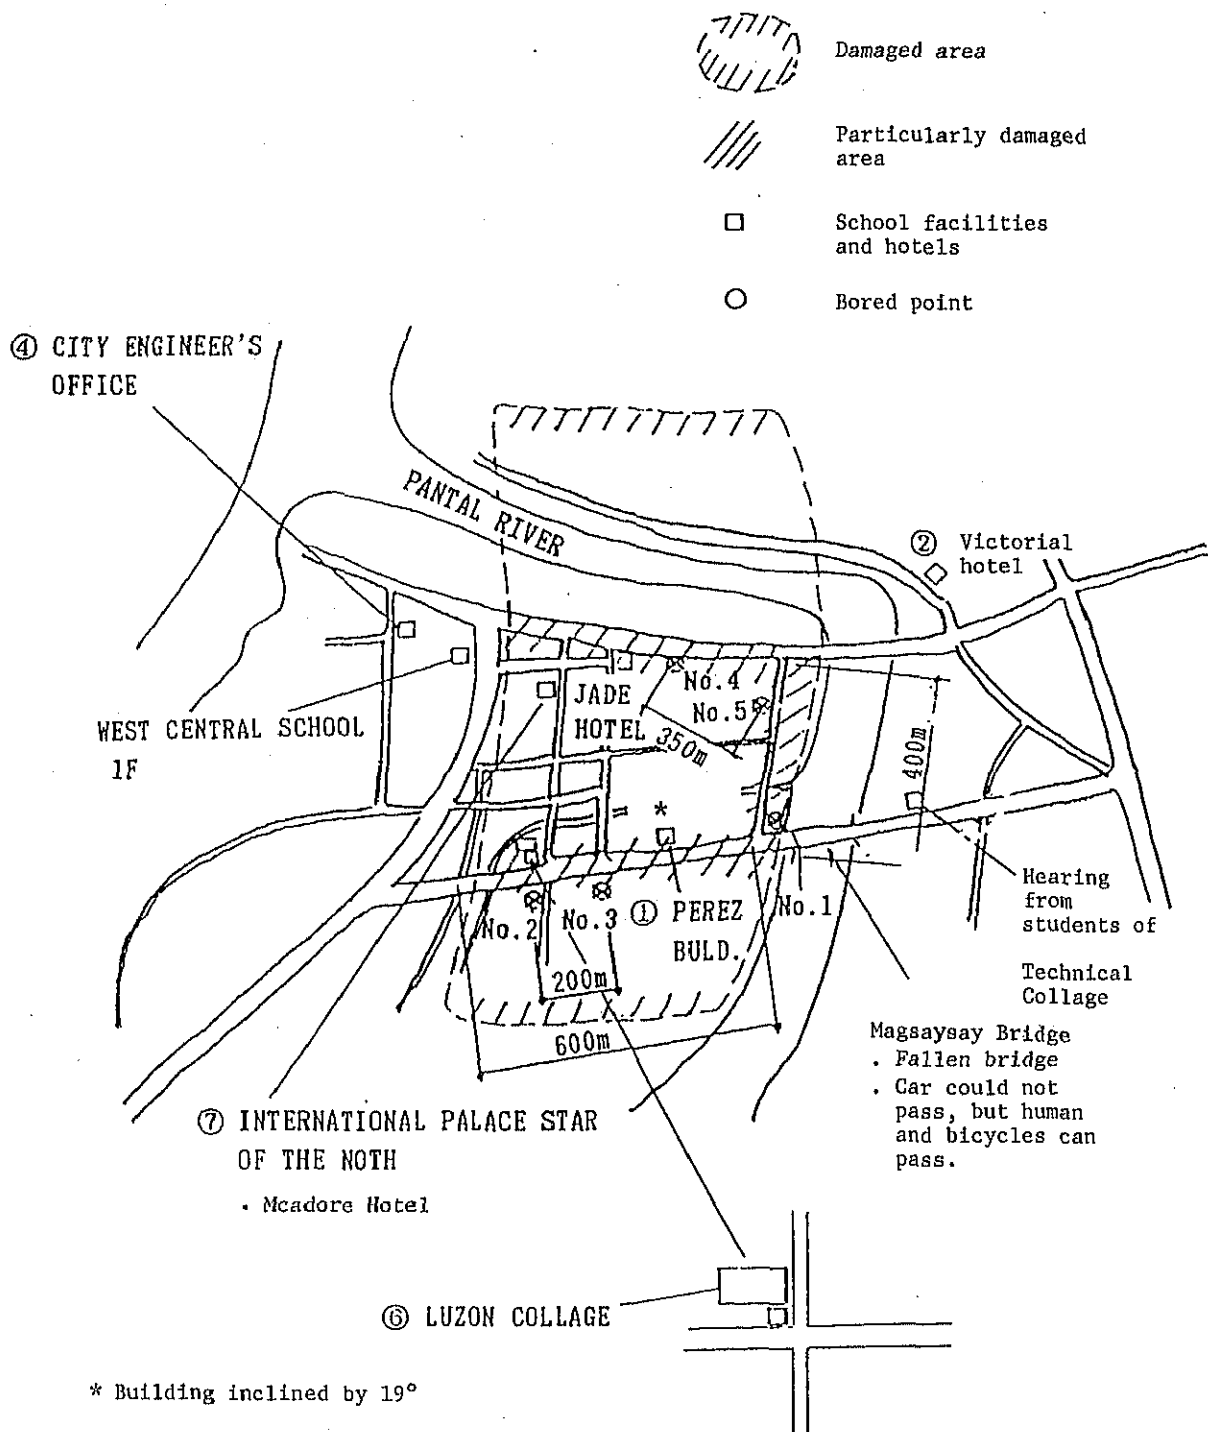 Damaged area
Particularly damaged
area
School facilities
and hotels
Bored point
④ CITY ENGINEER'S
OFFICE
PANTAL RIVER
② Victorial
hotel
WEST CENTRAL SCHOOL
1F
JADE
HOTEL
No.4
No.5
350m
400m
*
No.2
No.3
① PEREZ
BULD.
No.1
200m
600m
Hearing
from
students of
Technical
Collage
Magsaysay Bridge
. Fallen bridge
. Car could not
pass, but human
and bicycles can
pass.
⑦ INTERNATIONAL PALACE STAR
OF THE NOTH
. Mcadore Hotel
⑥ LUZON COLLAGE
* Building inclined by 19°